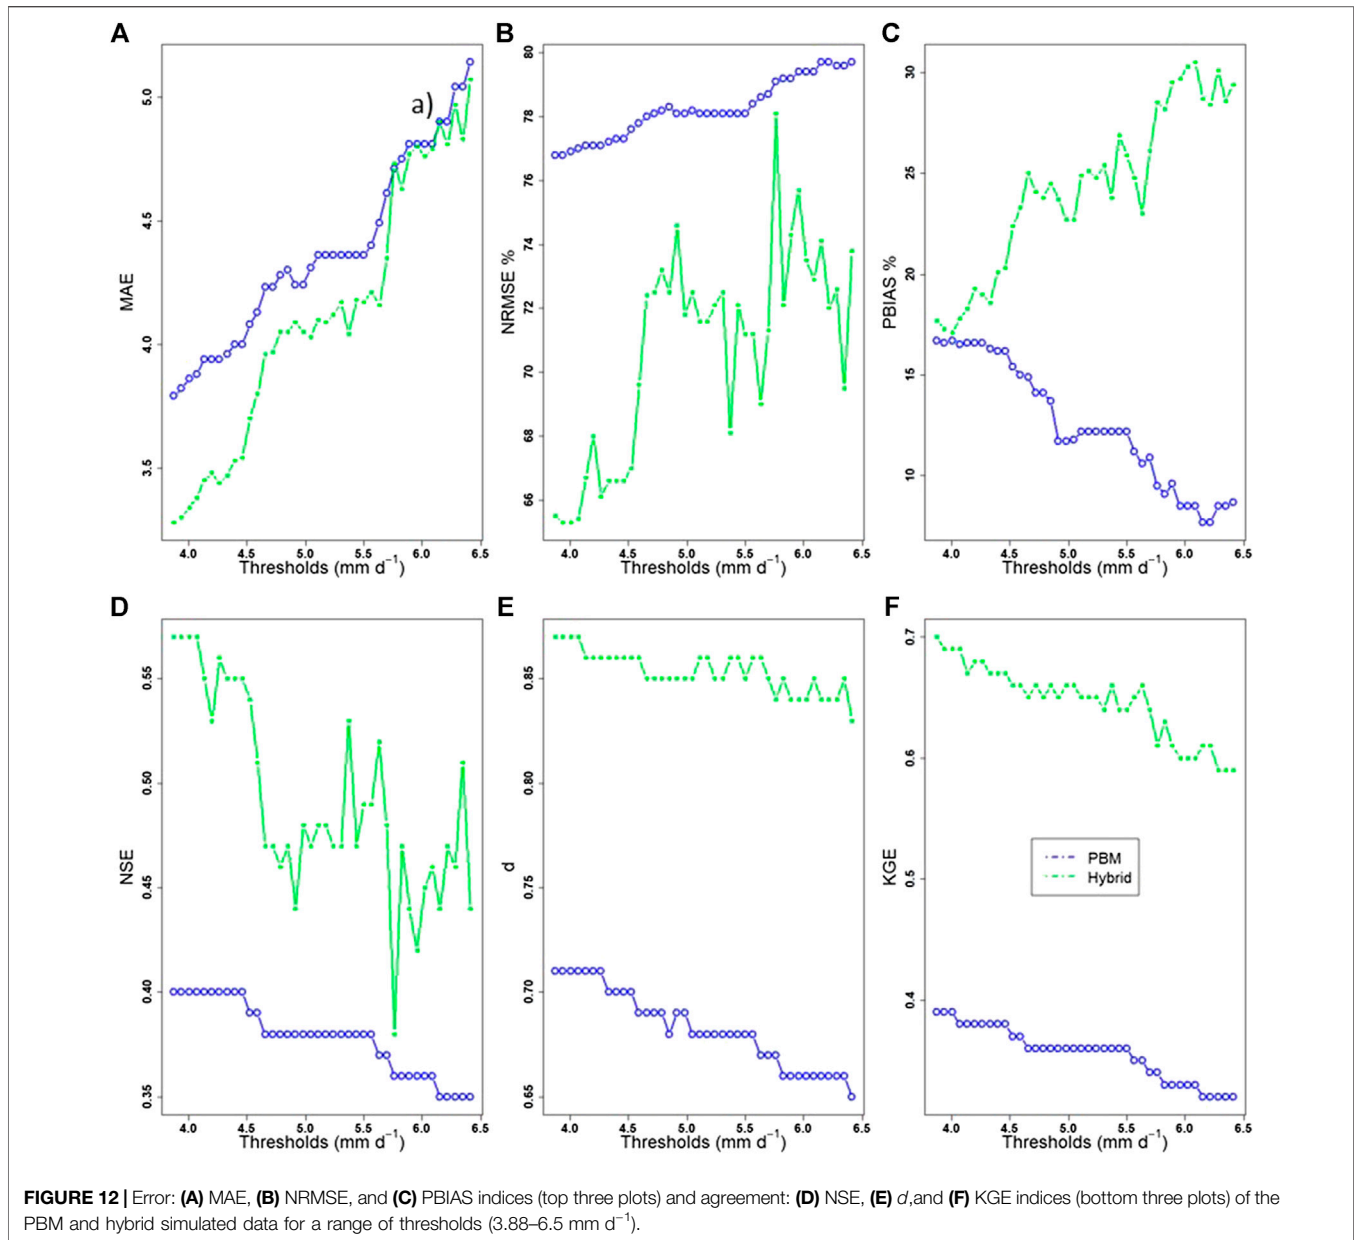 A
B
C
MAE
5.0
4.5
4.0
3.5
a)
4.0 4.5 5.0 5.5 6.0 6.5
Thresholds (mm d⁻¹)
NRMSE %
80
78
76
74
72
70
68
66
4.0 4.5 5.0 5.5 6.0 6.5
Thresholds (mm d⁻¹)
PBIAS %
30
25
20
15
10
4.0 4.5 5.0 5.5 6.0 6.5
Thresholds (mm d⁻¹)
D
E
F
NSE
0.55
0.50
0.45
0.40
0.35
4.0 4.5 5.0 5.5 6.0 6.5
Thresholds (mm d⁻¹)
d
0.85
0.80
0.75
0.70
0.65
4.0 4.5 5.0 5.5 6.0 6.5
Thresholds (mm d⁻¹)
KGE
0.7
0.6
0.5
0.4
PBM
Hybrid
4.0 4.5 5.0 5.5 6.0 6.5
Thresholds (mm d⁻¹)
FIGURE 12 | Error: (A) MAE, (B) NRMSE, and (C) PBIAS indices (top three plots) and agreement: (D) NSE, (E) d,and (F) KGE indices (bottom three plots) of the
PBM and hybrid simulated data for a range of thresholds (3.88–6.5 mm d⁻¹).